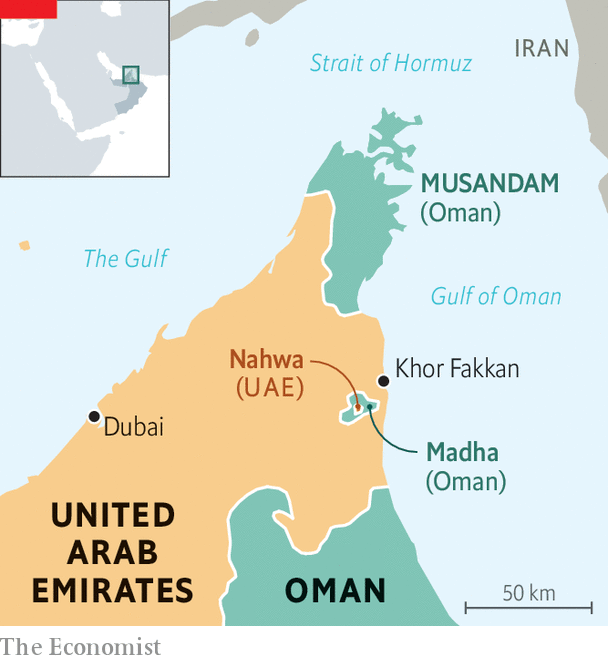 IRAN
Strait of Hormuz
MUSANDAM
(Oman)
The Gulf
Gulf of Oman
Nahwa
(UAE)
Khor Fakkan
Dubai
Madha
(Oman)
UNITED
ARAB
EMIRATES
OMAN
50 km
The Economist